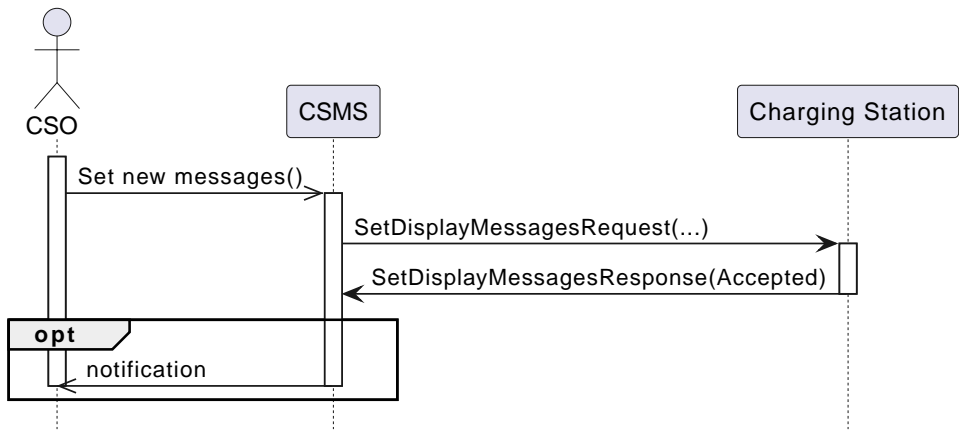 CSO
CSMS
Charging Station
Set new messages()
SetDisplayMessagesRequest(...)
SetDisplayMessagesResponse(Accepted)
opt
notification